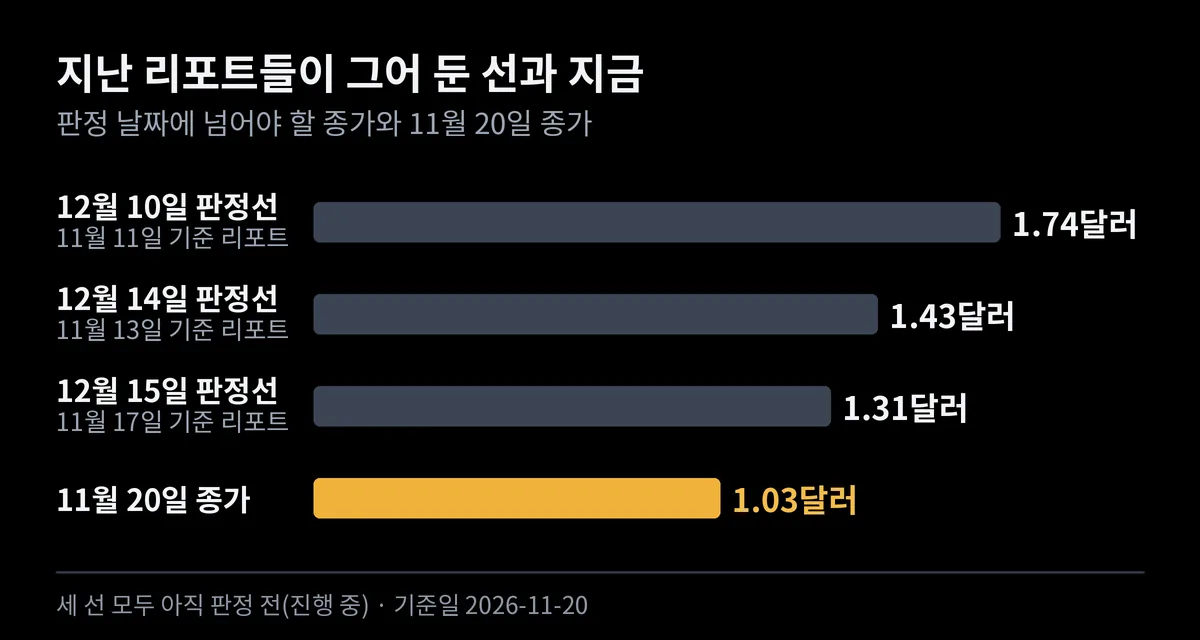 지난 리포트들이 그어 둔 선과 지금
판정 날짜에 넘어야 할 종가와 11월 20일 종가
12월 10일 판정선
11월 11일 기준 리포트
1.74달러
12월 14일 판정선
11월 13일 기준 리포트
1.43달러
12월 15일 판정선
11월 17일 기준 리포트
1.31달러
11월 20일 종가
1.03달러
세 선 모두 아직 판정 전(진행 중) · 기준일 2026-11-20